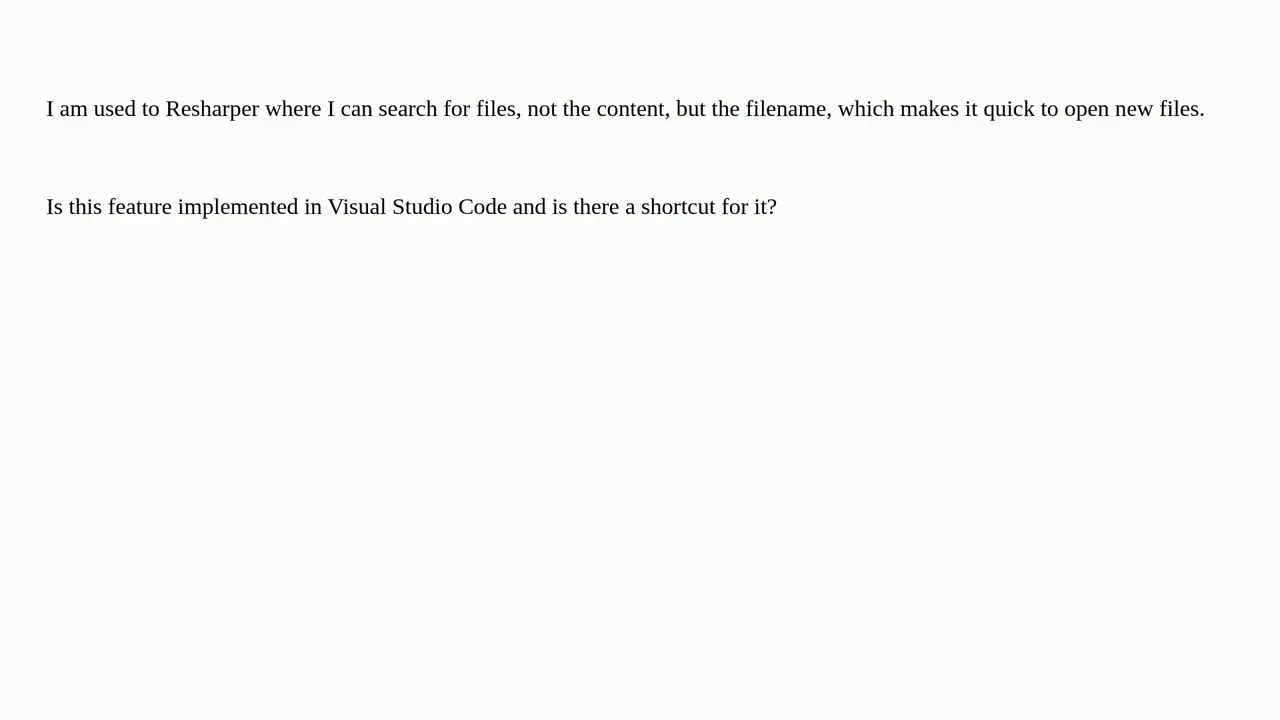 I am used to Resharper where I can search for files, not the content, but the filename, which makes it quick to open new files.
Is this feature implemented in Visual Studio Code and is there a shortcut for it?